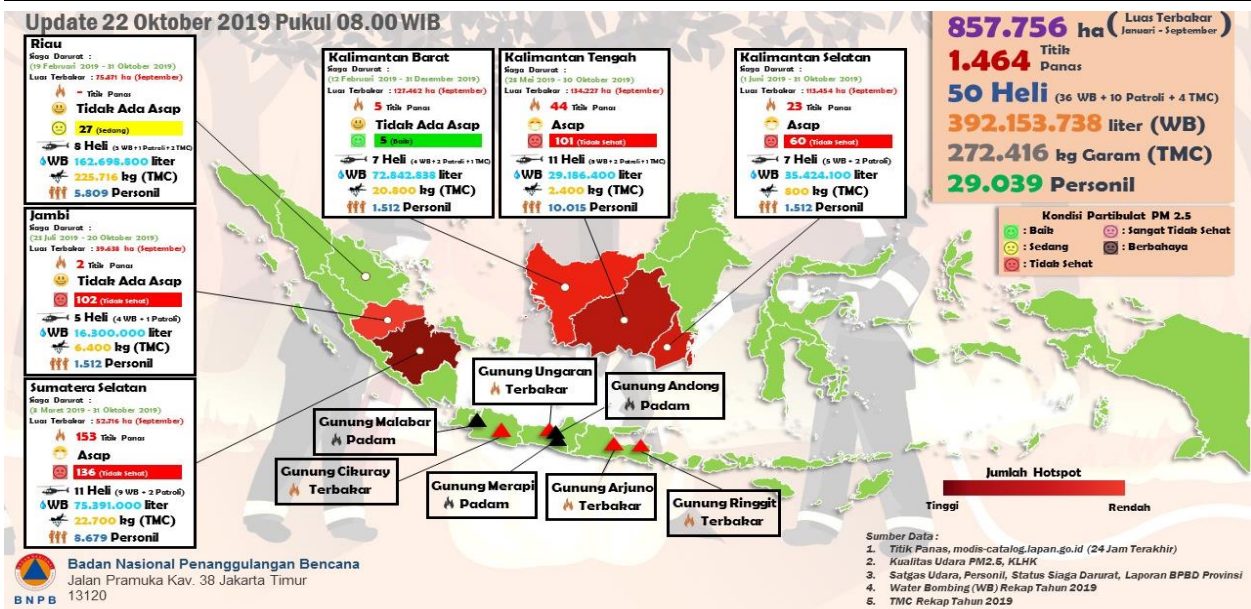 Update 22 Oktober 2019 Pukul 08.00 WIB
857.756 ha (Luas Terbakar Januari - September)
1.464 Titik Panas
50 Heli (36 WB + 10 Patroli + 4 TMC)
392.153.738 liter (WB)
272.416 kg Garam (TMC)
29.039 Personil
Kondisi Partikulat PM 2.5
: Baik
: Sangat Tidak Sehat
: Sedang
: Berbahaya
: Tidak Sehat
Riau
Siaga Darurat :
(19 Februari 2019 - 31 Oktober 2019)
Luas Terbakar : 75.871 ha (September)
- Titik Panas
Tidak Ada Asap
27 (Sedang)
8 Heli (5 WB + 1 Patroli + 2 TMC)
WB 162.698.800 liter
225.716 kg (TMC)
5.809 Personil
Jambi
Siaga Darurat :
(23 Juli 2019 - 20 Oktober 2019)
Luas Terbakar : 39.638 ha (September)
2 Titik Panas
Tidak Ada Asap
102 (Tidak Sehat)
5 Heli (4 WB + 1 Patroli)
WB 16.300.000 liter
6.400 kg (TMC)
1.512 Personil
Sumatera Selatan
Siaga Darurat :
(8 Maret 2019 - 31 Oktober 2019)
Luas Terbakar : 52.716 ha (September)
153 Titik Panas
Asap
136 (Tidak Sehat)
11 Heli (9 WB + 2 Patroli)
WB 75.391.000 liter
22.700 kg (TMC)
8.679 Personil
Kalimantan Barat
Siaga Darurat :
(12 Februari 2019 - 31 Desember 2019)
Luas Terbakar : 127.462 ha (September)
5 Titik Panas
Tidak Ada Asap
5 (Baik)
7 Heli (4 WB + 2 Patroli + 1 TMC)
WB 72.842.838 liter
20.800 kg (TMC)
1.512 Personil
Kalimantan Tengah
Siaga Darurat :
(28 Mei 2019 - 30 Oktober 2019)
Luas Terbakar : 134.227 ha (September)
44 Titik Panas
Asap
101 (Tidak Sehat)
11 Heli (8 WB + 2 Patroli + 1 TMC)
WB 29.186.400 liter
2.400 kg (TMC)
10.015 Personil
Kalimantan Selatan
Siaga Darurat :
(1 Juni 2019 - 31 Oktober 2019)
Luas Terbakar : 113.454 ha (September)
23 Titik Panas
Asap
60 (Tidak Sehat)
7 Heli (5 WB + 2 Patroli)
WB 35.424.100 liter
800 kg (TMC)
1.512 Personil
Gunung Ungaran
Terbakar
Gunung Andong
Padam
Gunung Malabar
Padam
Gunung Cikuray
Terbakar
Gunung Merapi
Padam
Gunung Arjuno
Terbakar
Gunung Ringgit
Terbakar
Jumlah Hotspot
Tinggi
Rendah
Sumber Data :
1. Titik Panas, modis-catalog.lapan.go.id (24 Jam Terakhir)
2. Kualitas Udara PM2.5, KLHK
3. Satgas Udara, Personil, Status Siaga Darurat, Laporan BPBD Provinsi
4. Water Bombing (WB) Rekap Tahun 2019
5. TMC Rekap Tahun 2019
BNPB
Badan Nasional Penanggulangan Bencana
Jalan Pramuka Kav. 38 Jakarta Timur
13120